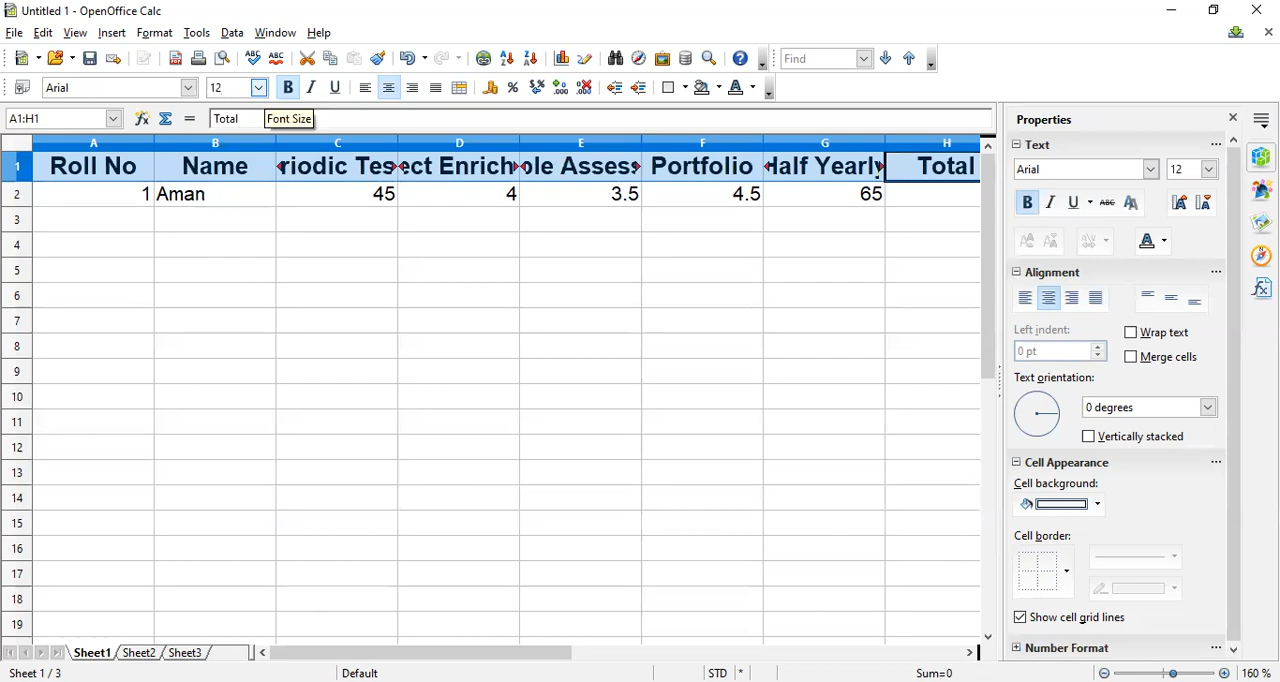 Untitled 1 - OpenOffice Calc
File Edit View Insert Format Tools Data Window Help
Find
Arial 12
A1:H1 Total
Font Size
A B C D E F G H
1 Roll No Name riodic Tes ect Enrich ole Assess Portfolio Half Yearly Total
2 1 Aman 45 4 3.5 4.5 65
3
4
5
6
7
8
9
10
11
12
13
14
15
16
17
18
19
Sheet1 Sheet2 Sheet3
Sheet 1 / 3 Default STD * Sum=0 160 %
Properties
Text
Arial 12
Alignment
Left indent:
0 pt
Wrap text
Merge cells
Text orientation:
0 degrees
Vertically stacked
Cell Appearance
Cell background:
Cell border:
Show cell grid lines
Number Format